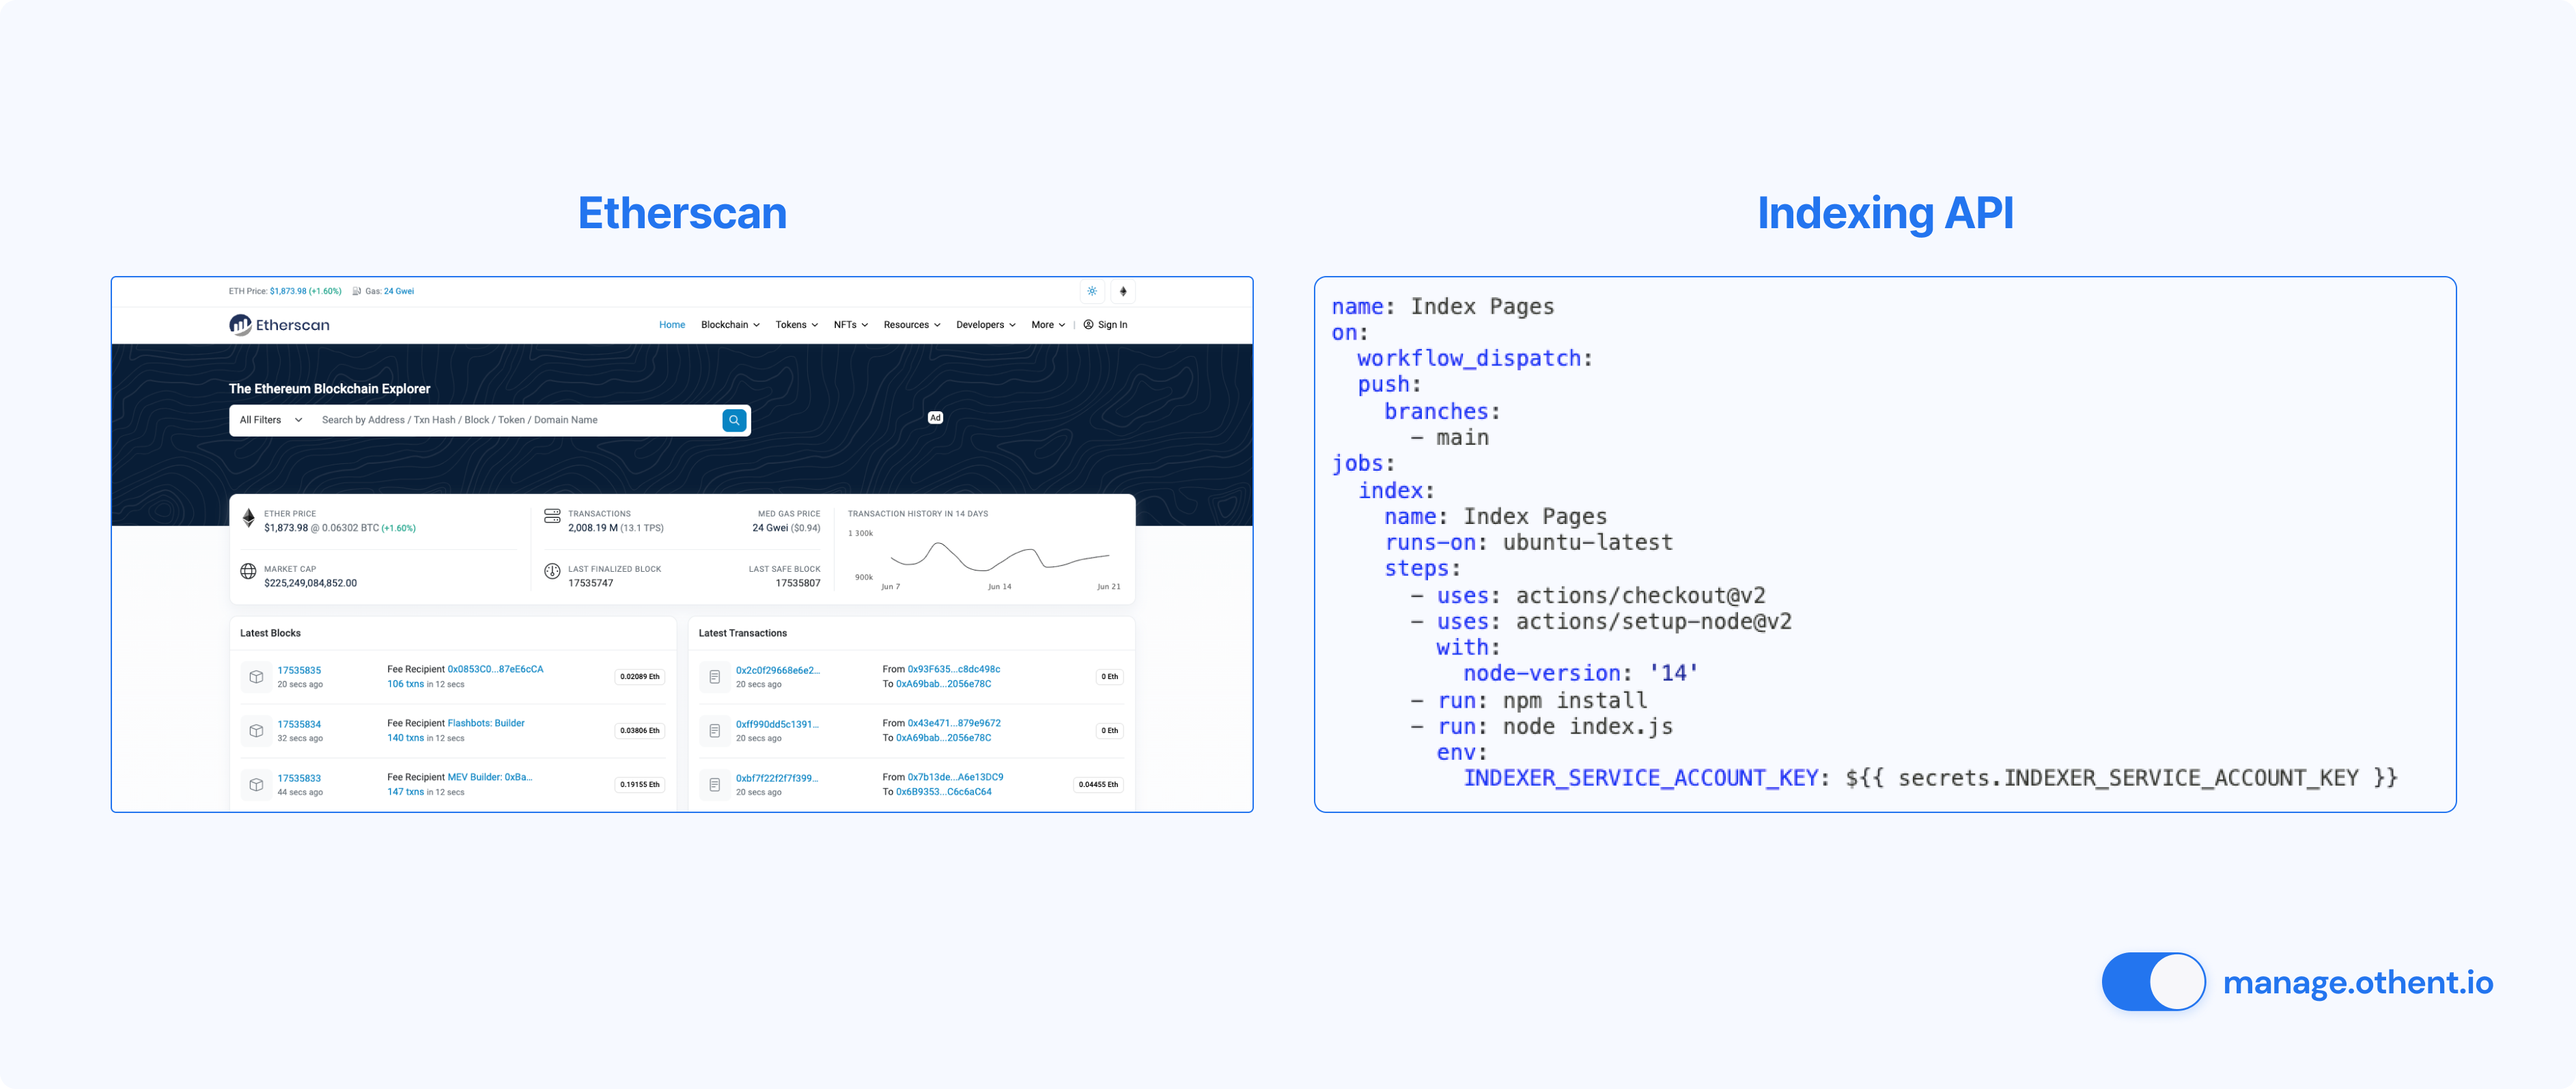 Etherscan
ETH Price: $1,873.98 (+1.60%) Gas: 24 Gwei
Etherscan
Home Blockchain Tokens NFTs Resources Developers More | Sign In
The Ethereum Blockchain Explorer
All Filters Search by Address / Txn Hash / Block / Token / Domain Name
Ad
ETHER PRICE
$1,873.98 @ 0.06302 BTC (+1.60%)
MARKET CAP
$225,249,084,852.00
TRANSACTIONS
2,008.19 M (13.1 TPS)
MED GAS PRICE
24 Gwei ($0.94)
LAST FINALIZED BLOCK
17535747
LAST SAFE BLOCK
17535807
TRANSACTION HISTORY IN 14 DAYS
1 300k
900k
Jun 7 Jun 14 Jun 21
Latest Blocks
17535835
20 secs ago
Fee Recipient 0x0853C0...87eE6cCA
106 txns in 12 secs
0.02089 Eth
17535834
32 secs ago
Fee Recipient Flashbots: Builder
140 txns in 12 secs
0.03806 Eth
17535833
44 secs ago
Fee Recipient MEV Builder: 0xBa...
147 txns in 12 secs
0.19155 Eth
Latest Transactions
0x2c0f29668e6e2...
20 secs ago
From 0x93F635...c8dc498c
To 0xA69bab...2056e78C
0 Eth
0xff990dd5c1391...
20 secs ago
From 0x43e471...879e9672
To 0xA69bab...2056e78C
0 Eth
0xbf7f22f2f7f399...
20 secs ago
From 0x7b13de...A6e13DC9
To 0x6B9353...C6c6aC64
0.04455 Eth
Indexing API
name: Index Pages
on:
  workflow_dispatch:
  push:
    branches:
      - main
jobs:
  index:
    name: Index Pages
    runs-on: ubuntu-latest
    steps:
      - uses: actions/checkout@v2
      - uses: actions/setup-node@v2
        with:
          node-version: '14'
      - run: npm install
      - run: node index.js
        env:
          INDEXER_SERVICE_ACCOUNT_KEY: ${{ secrets.INDEXER_SERVICE_ACCOUNT_KEY }}
manage.othent.io